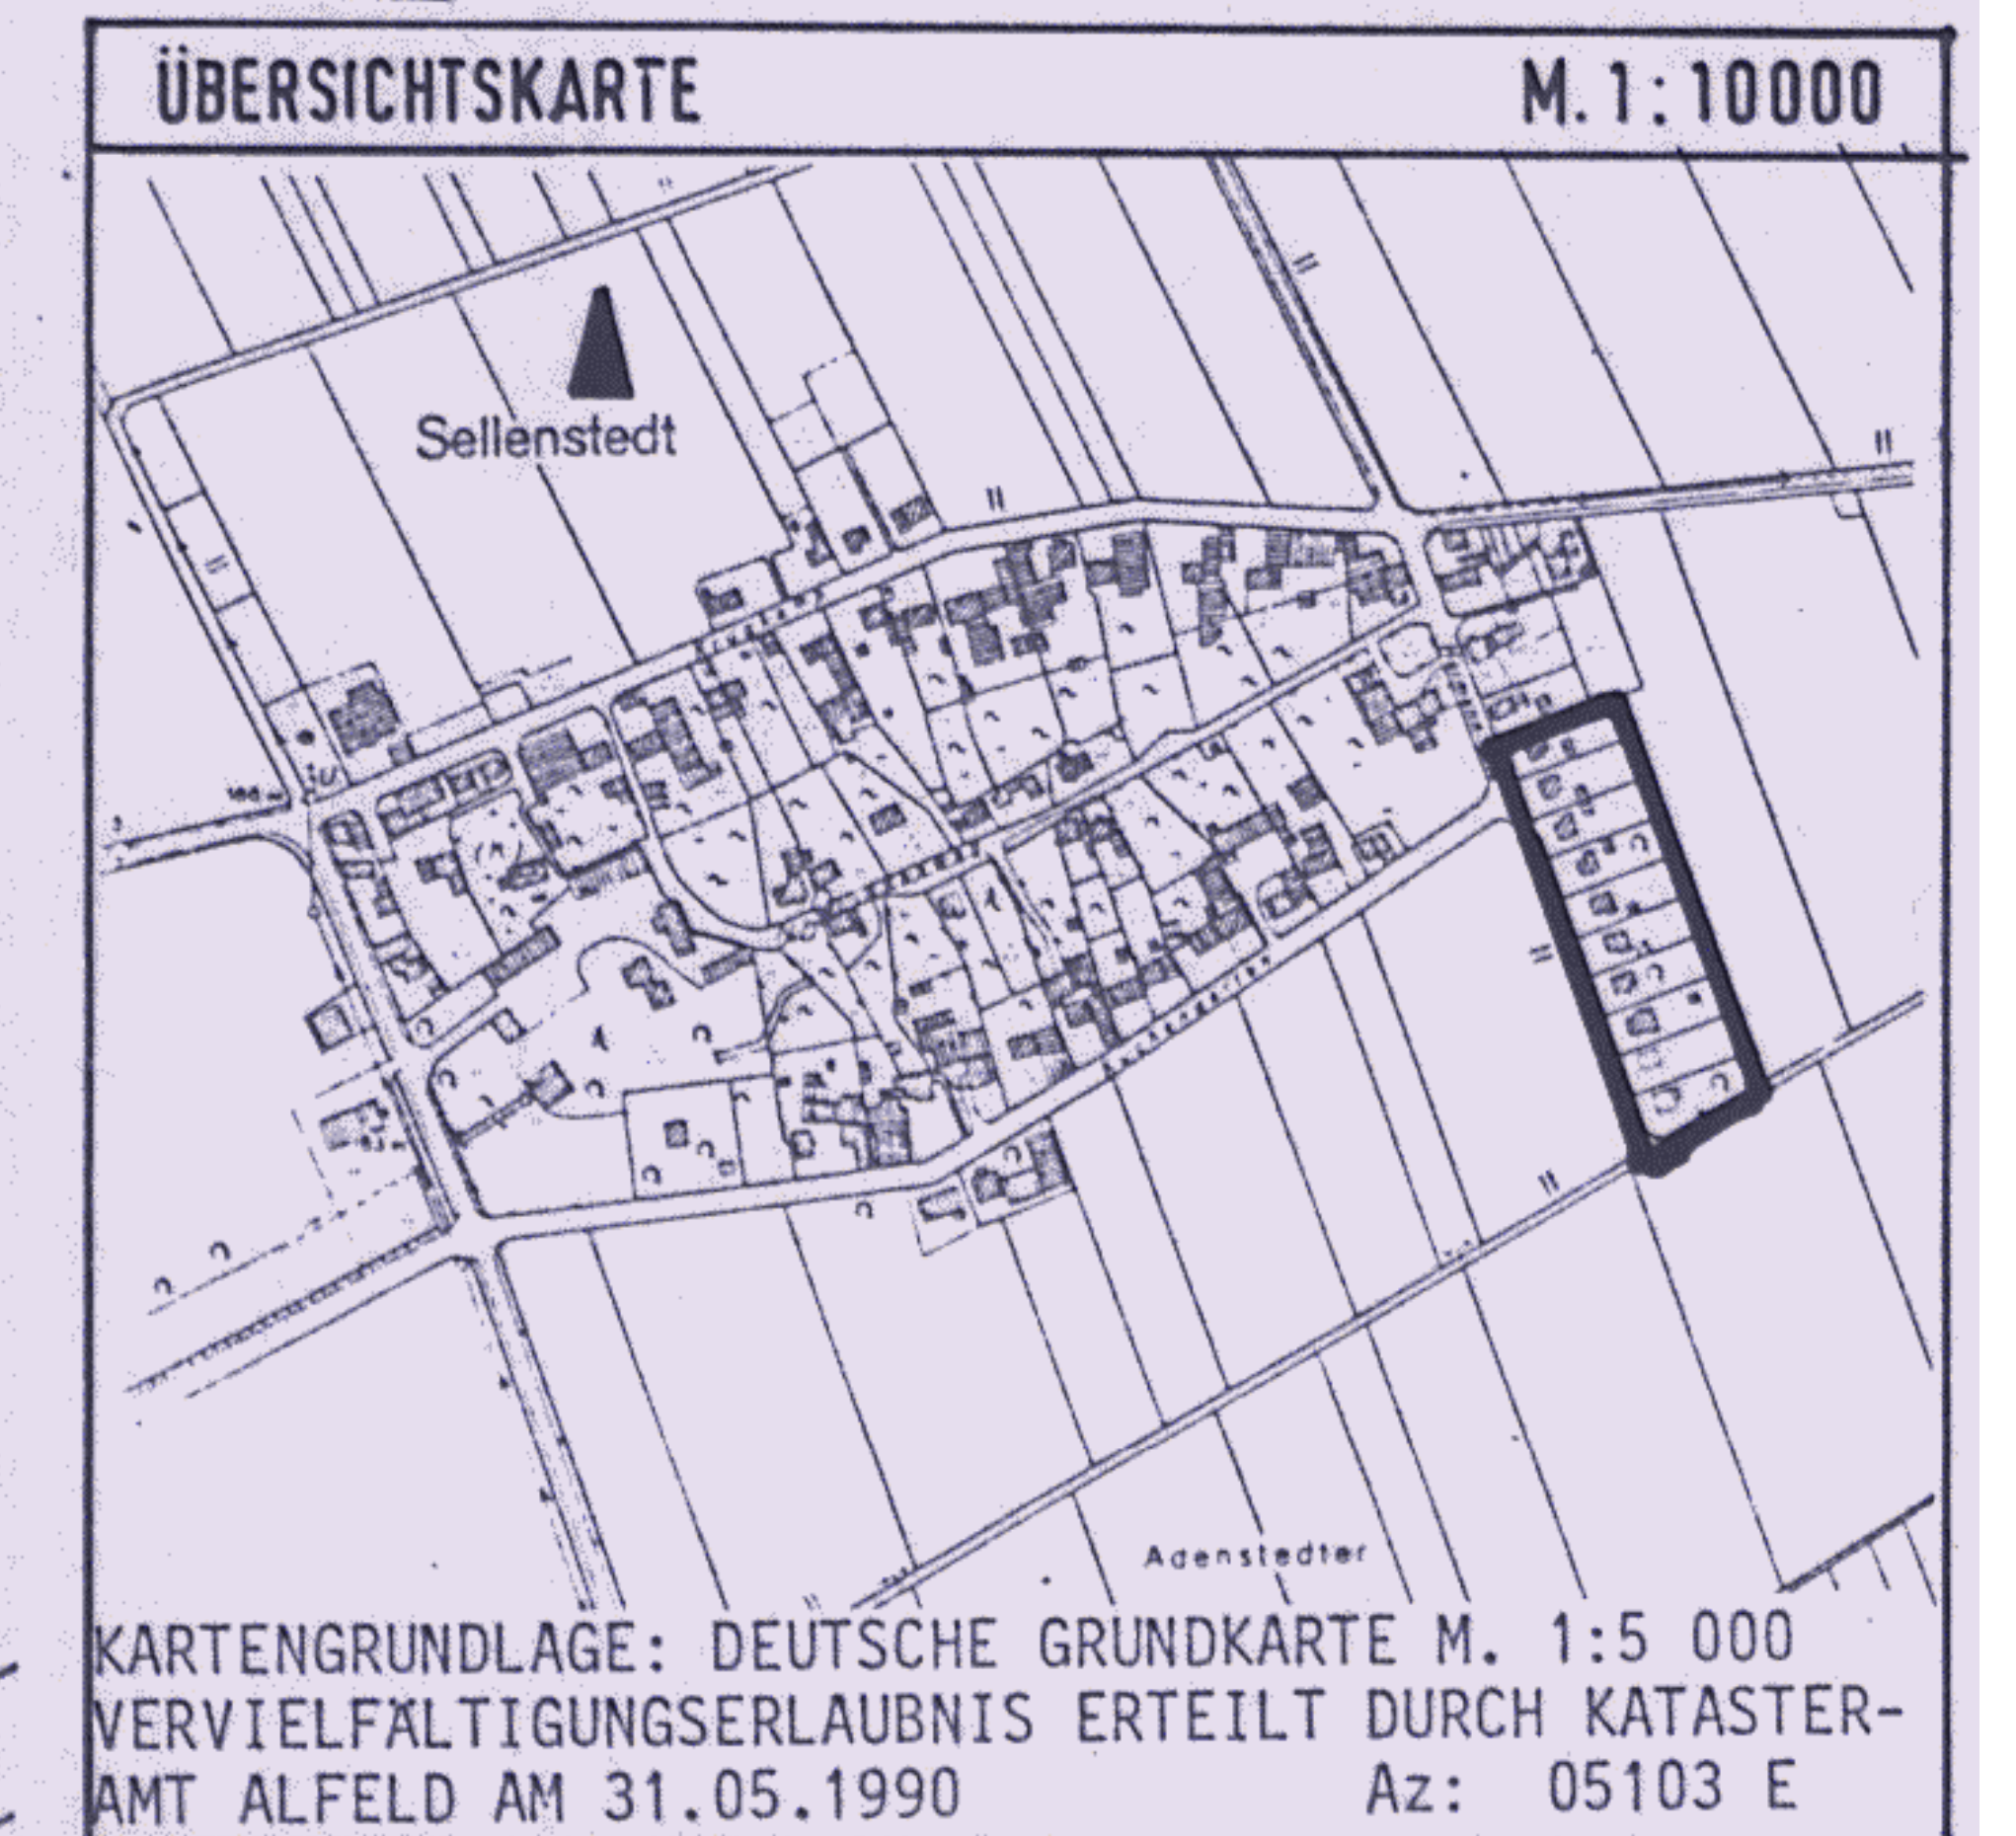 ÜBERSICHTSKARTE M. 1:10000
Sellenstedt
Adenstedter
KARTENGRUNDLAGE: DEUTSCHE GRUNDKARTE M. 1:5 000
VERVIELFÄLTIGUNGSERLAUBNIS ERTEILT DURCH KATASTER-
AMT ALFELD AM 31.05.1990 Az: 05103 E